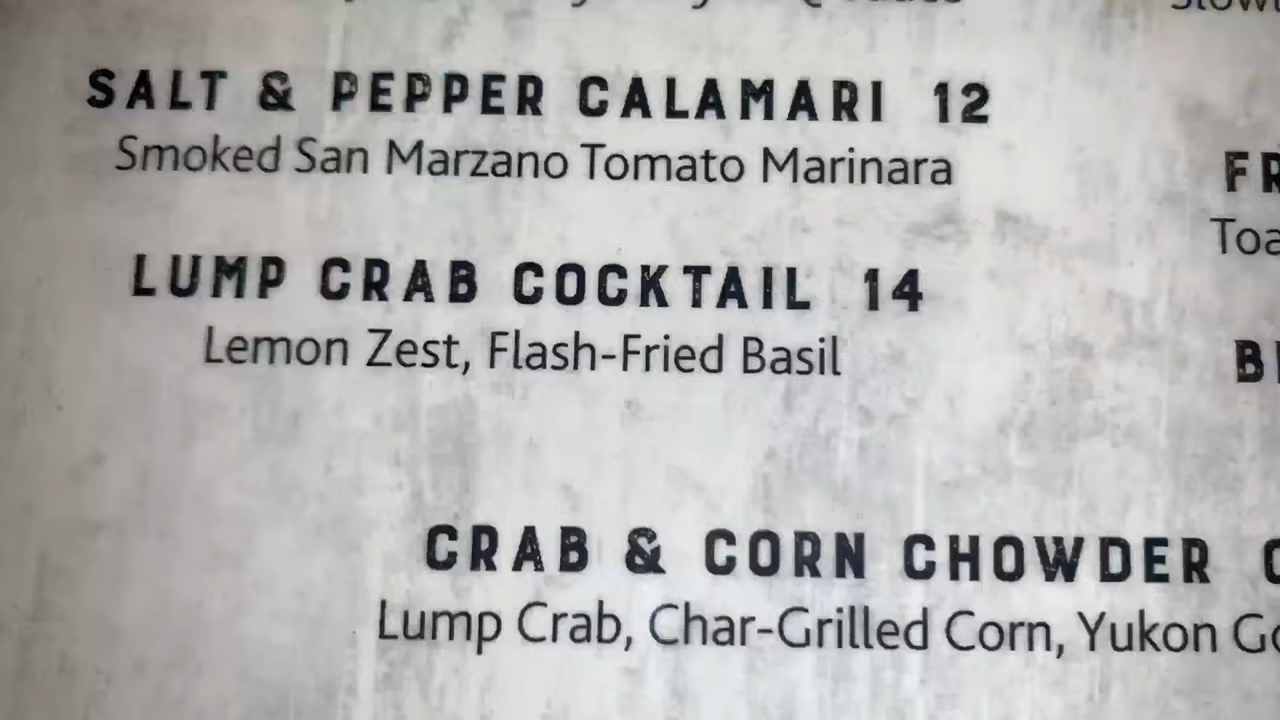 SALT & PEPPER CALAMARI 12
Smoked San Marzano Tomato Marinara
LUMP CRAB COCKTAIL 14
Lemon Zest, Flash-Fried Basil
CRAB & CORN CHOWDER
Lump Crab, Char-Grilled Corn, Yukon